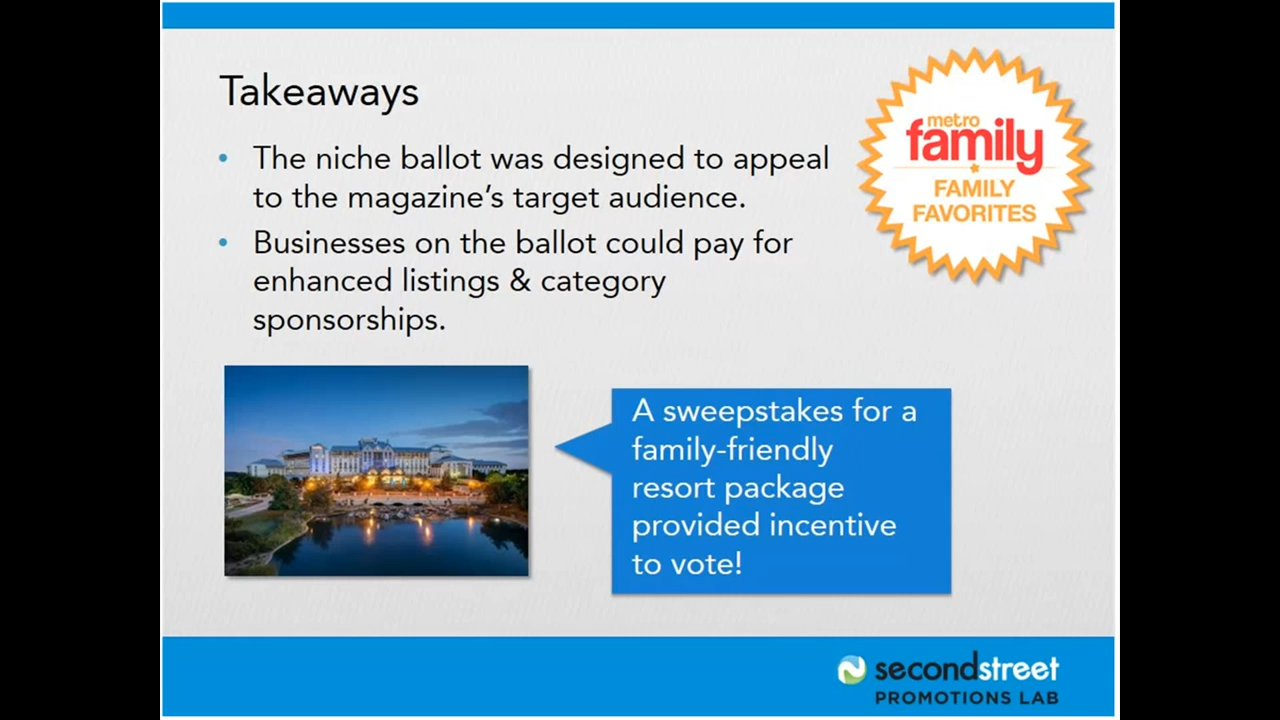 Takeaways
• The niche ballot was designed to appeal
to the magazine's target audience.
• Businesses on the ballot could pay for
enhanced listings & category
sponsorships.
metro
family
FAMILY
FAVORITES
A sweepstakes for a
family-friendly
resort package
provided incentive
to vote!
secondstreet
PROMOTIONS LAB